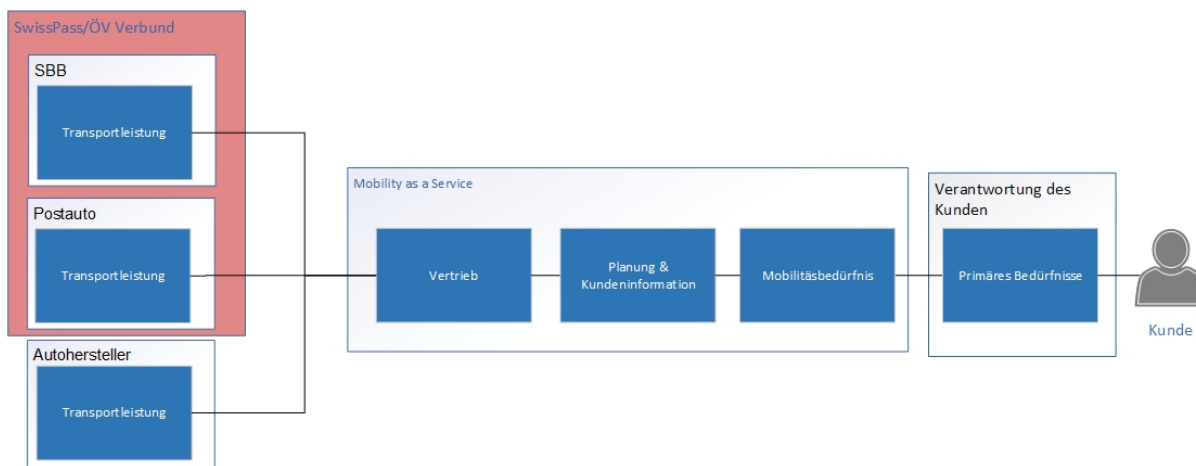 SwissPass/ÖV Verbund
SBB
Transportleistung
Postauto
Transportleistung
Autohersteller
Transportleistung
Mobility as a Service
Vertrieb
Planung &
Kundeninformation
Mobilitäsbedürfnis
Verantwortung des
Kunden
Primäres Bedürfnisse
Kunde